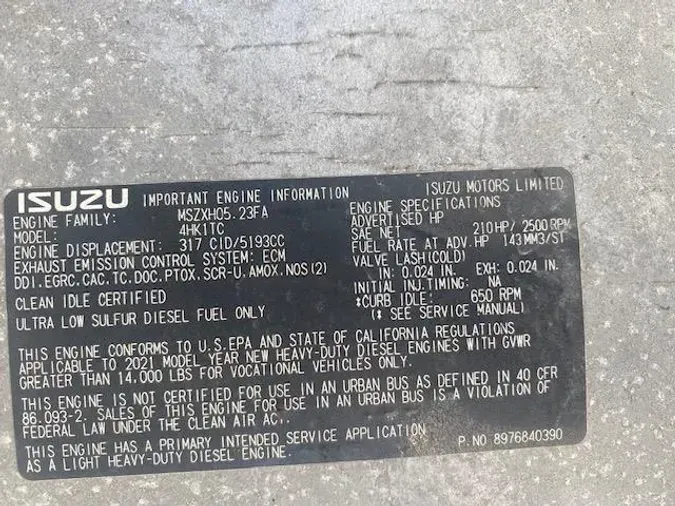 ISUZU IMPORTANT ENGINE INFORMATION ISUZU MOTORS LIMITED
ENGINE FAMILY: MSZXH05.23FA
MODEL: 4HK1TC
ENGINE DISPLACEMENT: 317 CID/5193CC
EXHAUST EMISSION CONTROL SYSTEM: ECM
DDI.EGRC.CAC.TC.DOC.PTOX.SCR-U.AMOX.NOS(2)
CLEAN IDLE CERTIFIED
ULTRA LOW SULFUR DIESEL FUEL ONLY
ENGINE SPECIFICATIONS
ADVERTISED HP
SAE NET 210HP/ 2500RPM
FUEL RATE AT ADV.HP 143MM3/ST
VALVE LASH(COLD)
IN: 0.024 IN. EXH: 0.024 IN.
INITIAL INJ.TIMING: NA
*CURB IDLE: 650 RPM
(* SEE SERVICE MANUAL)
THIS ENGINE CONFORMS TO U.S.EPA AND STATE OF CALIFORNIA REGULATIONS
APPLICABLE TO 2021 MODEL YEAR NEW HEAVY-DUTY DIESEL ENGINES WITH GVWR
GREATER THAN 14.000 LBS FOR VOCATIONAL VEHICLES ONLY.
THIS ENGINE IS NOT CERTIFIED FOR USE IN AN URBAN BUS AS DEFINED IN 40 CFR
86.093-2. SALES OF THIS ENGINE FOR USE IN AN URBAN BUS IS A VIOLATION OF
FEDERAL LAW UNDER THE CLEAN AIR AC,.
THIS ENGINE HAS A PRIMARY INTENDED SERVICE APPLICATION
AS A LIGHT HEAVY-DUTY DIESEL ENGINE. P.NO 8976840390